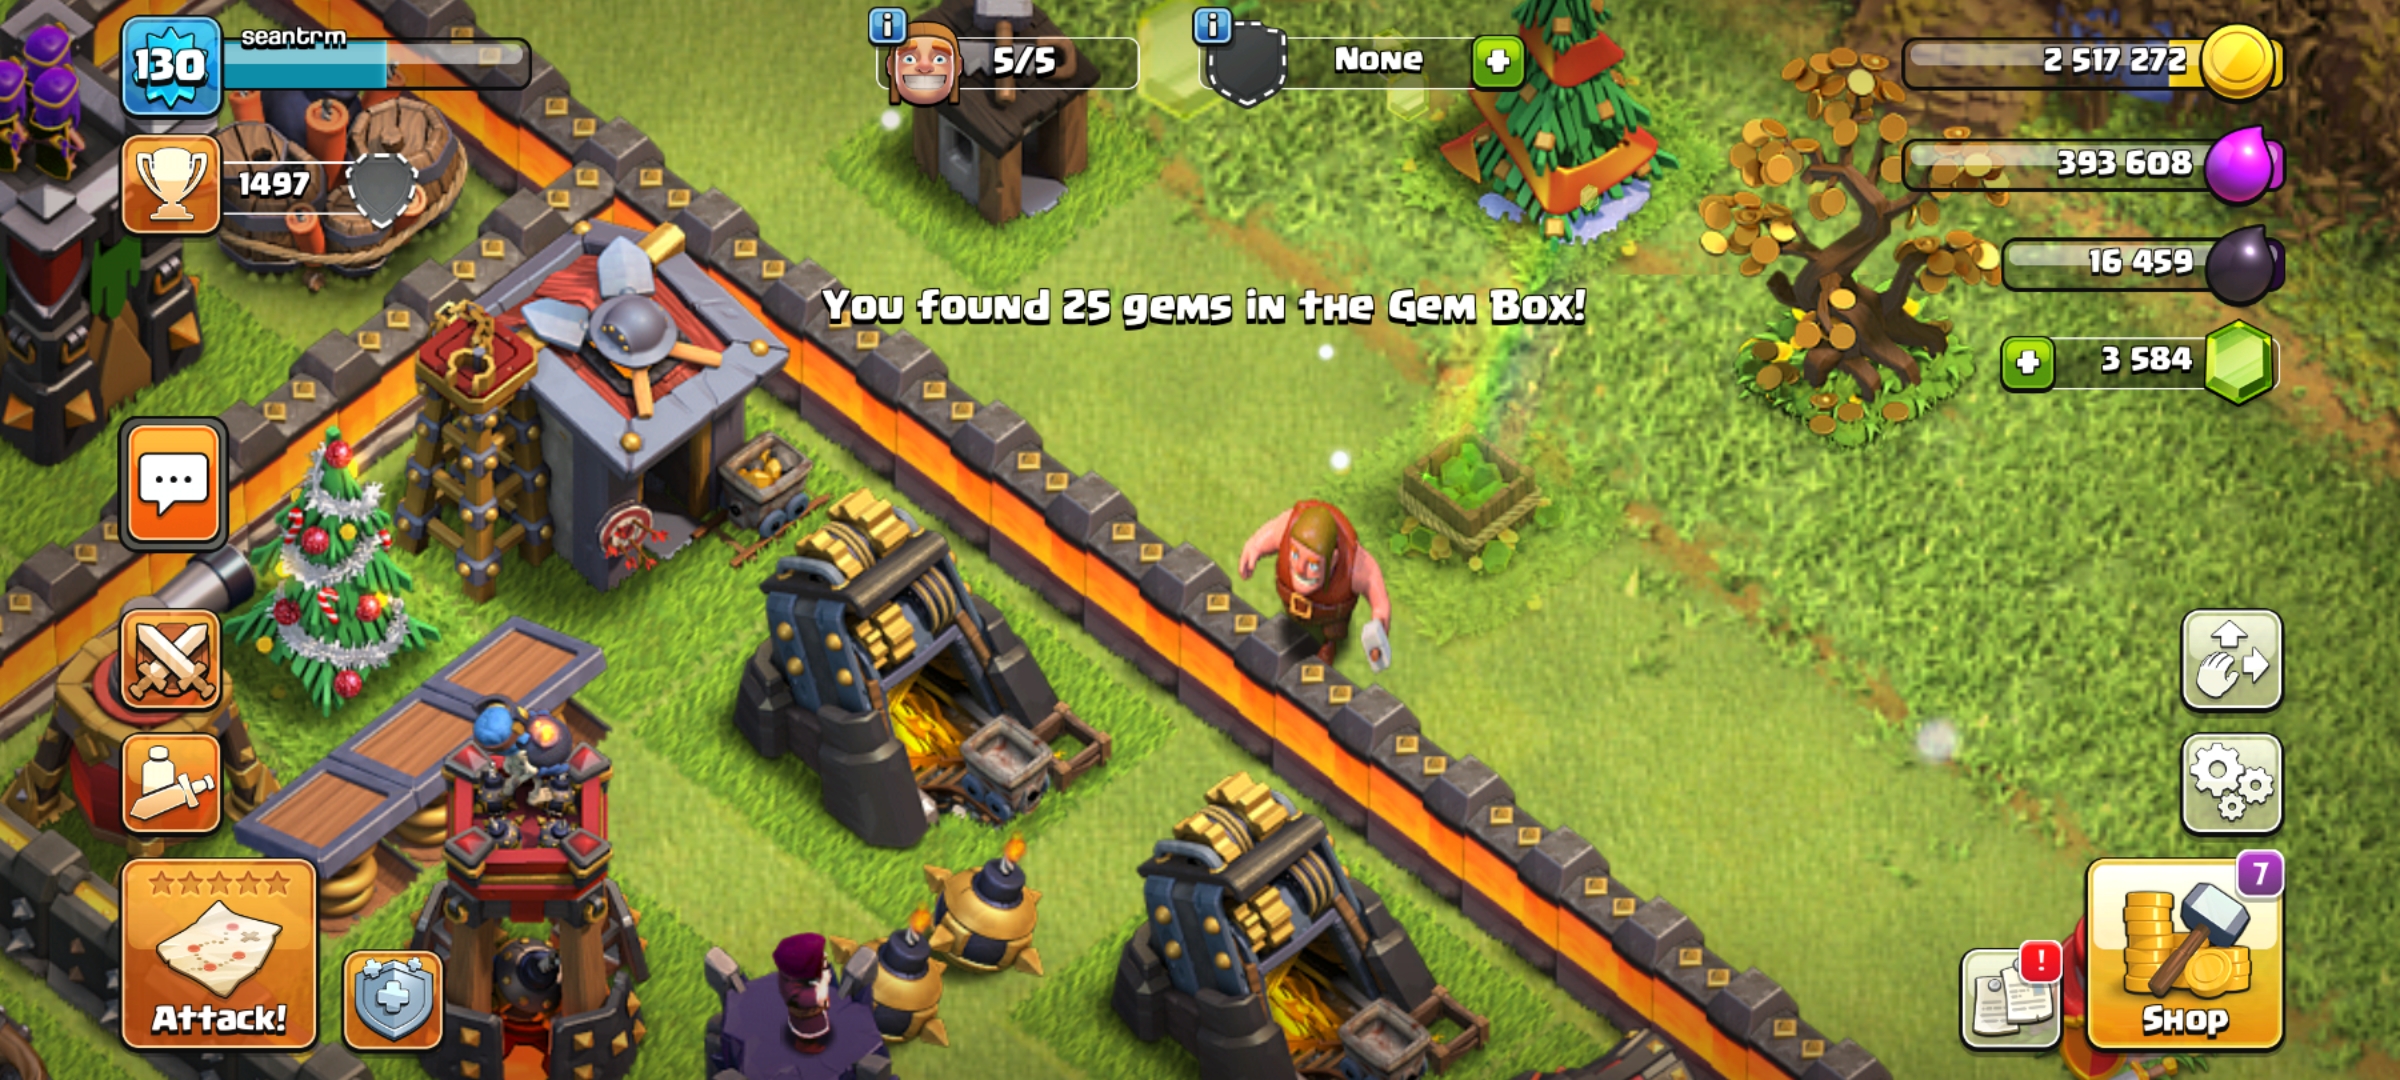 130
seantrm
5/5
None
2 517 272
1497
393 608
16 459
You found 25 gems in the Gem Box!
3 584
Attack!
7
Shop